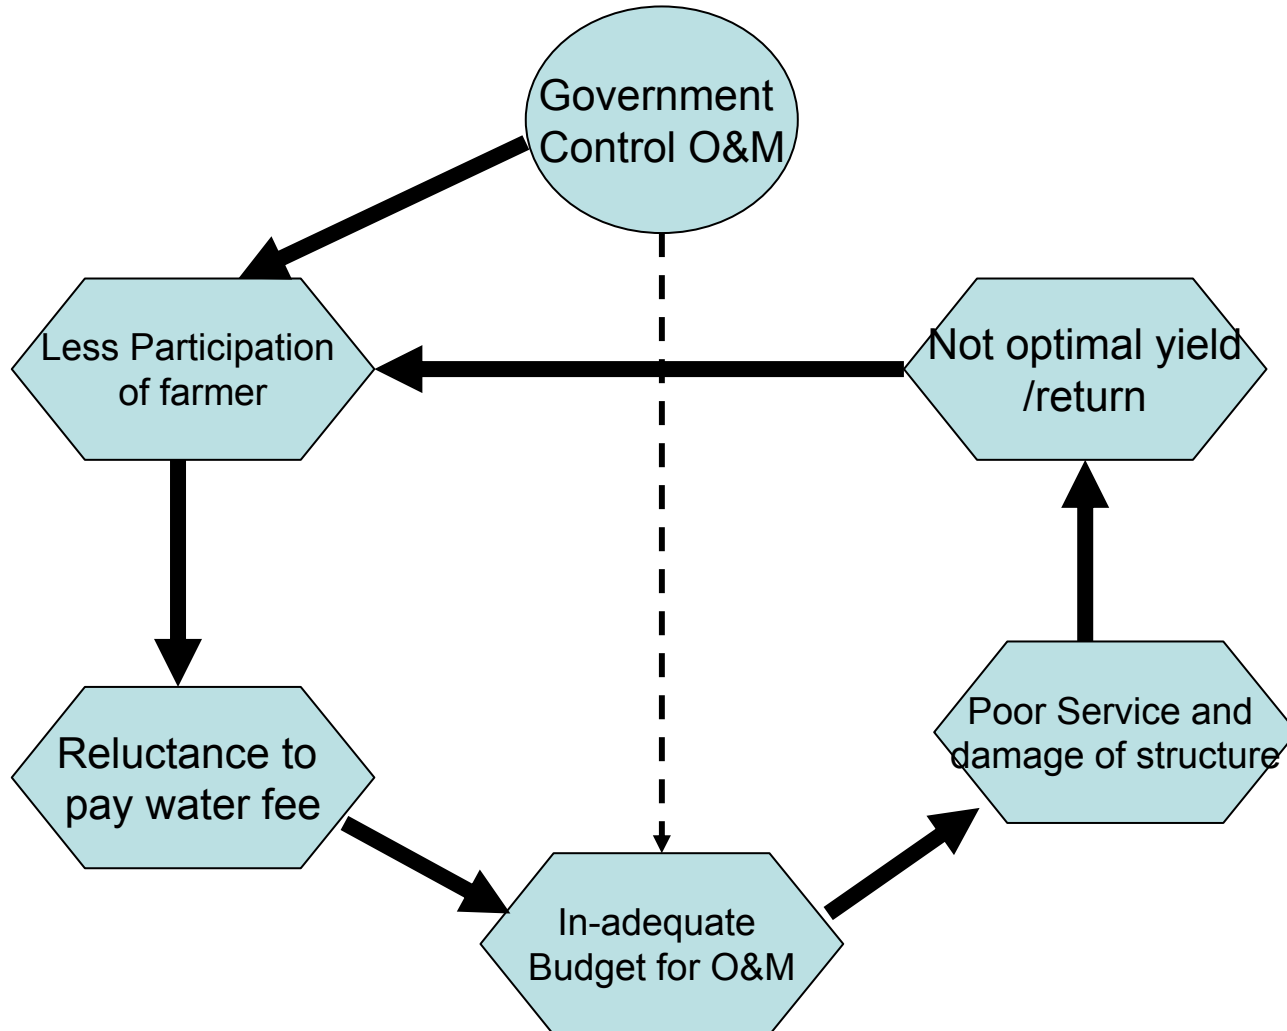 Government
Control O&M
Less Participation
of farmer
Not optimal yield
/return
Reluctance to
pay water fee
Poor Service and
damage of structure
In-adequate
Budget for O&M